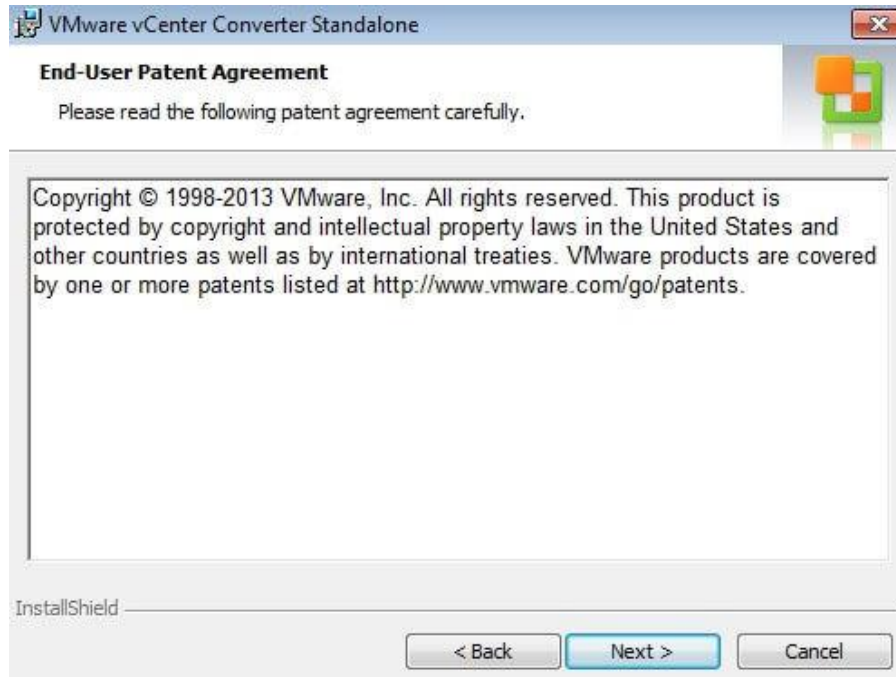 VMware vCenter Converter Standalone
End-User Patent Agreement
Please read the following patent agreement carefully.
Copyright © 1998-2013 VMware, Inc. All rights reserved. This product is
protected by copyright and intellectual property laws in the United States and
other countries as well as by international treaties. VMware products are covered
by one or more patents listed at http://www.vmware.com/go/patents.
InstallShield
< Back
Next >
Cancel